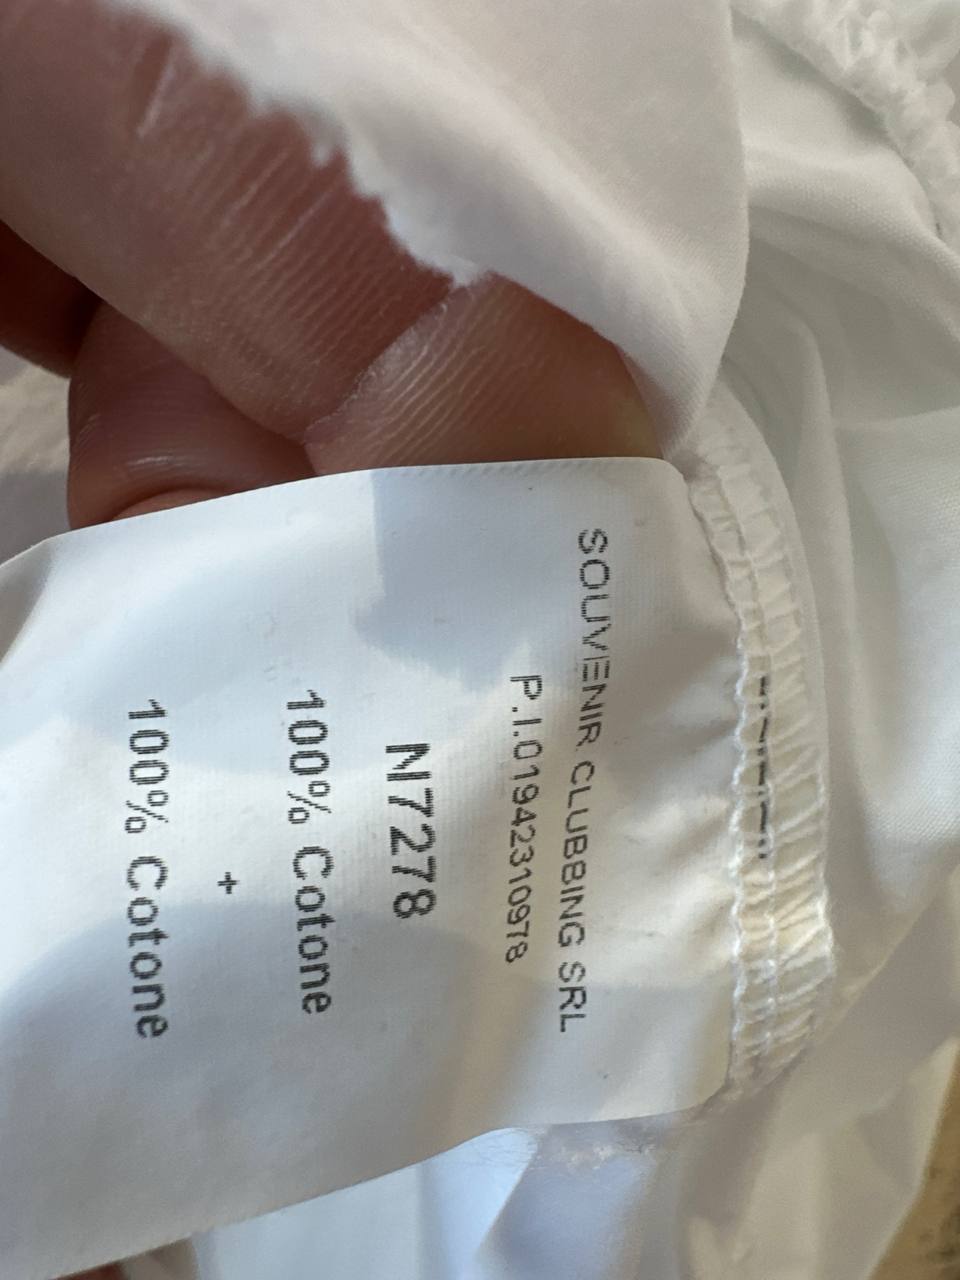 SOUVENIR CLUBBING SRL
P.I.01942310978
N7278
100% Cotone
+
100% Cotone